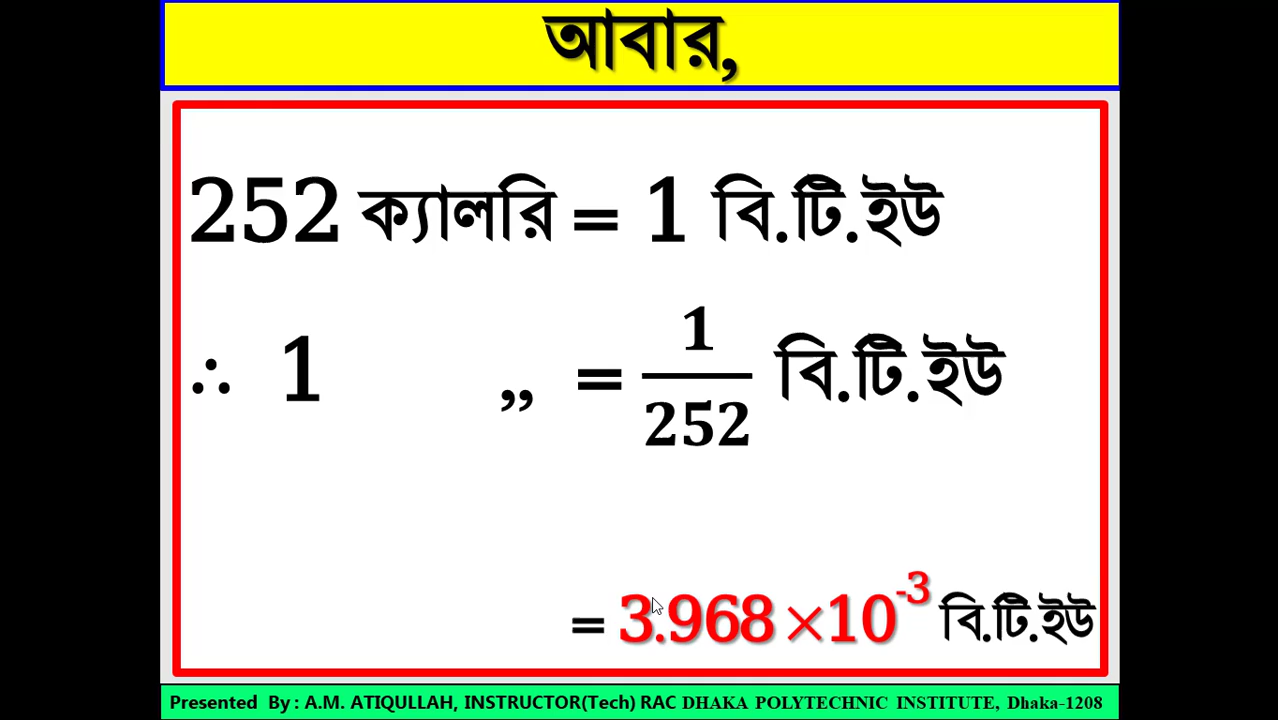 আবার,
252 ক্যালরি = 1 বি.টি.ইউ
∴ 1 ,, = 1/252 বি.টি.ইউ
= 3.968 ×10⁻³ বি.টি.ইউ
Presented By : A.M. ATIQULLAH, INSTRUCTOR(Tech) RAC DHAKA POLYTECHNIC INSTITUTE, Dhaka-1208